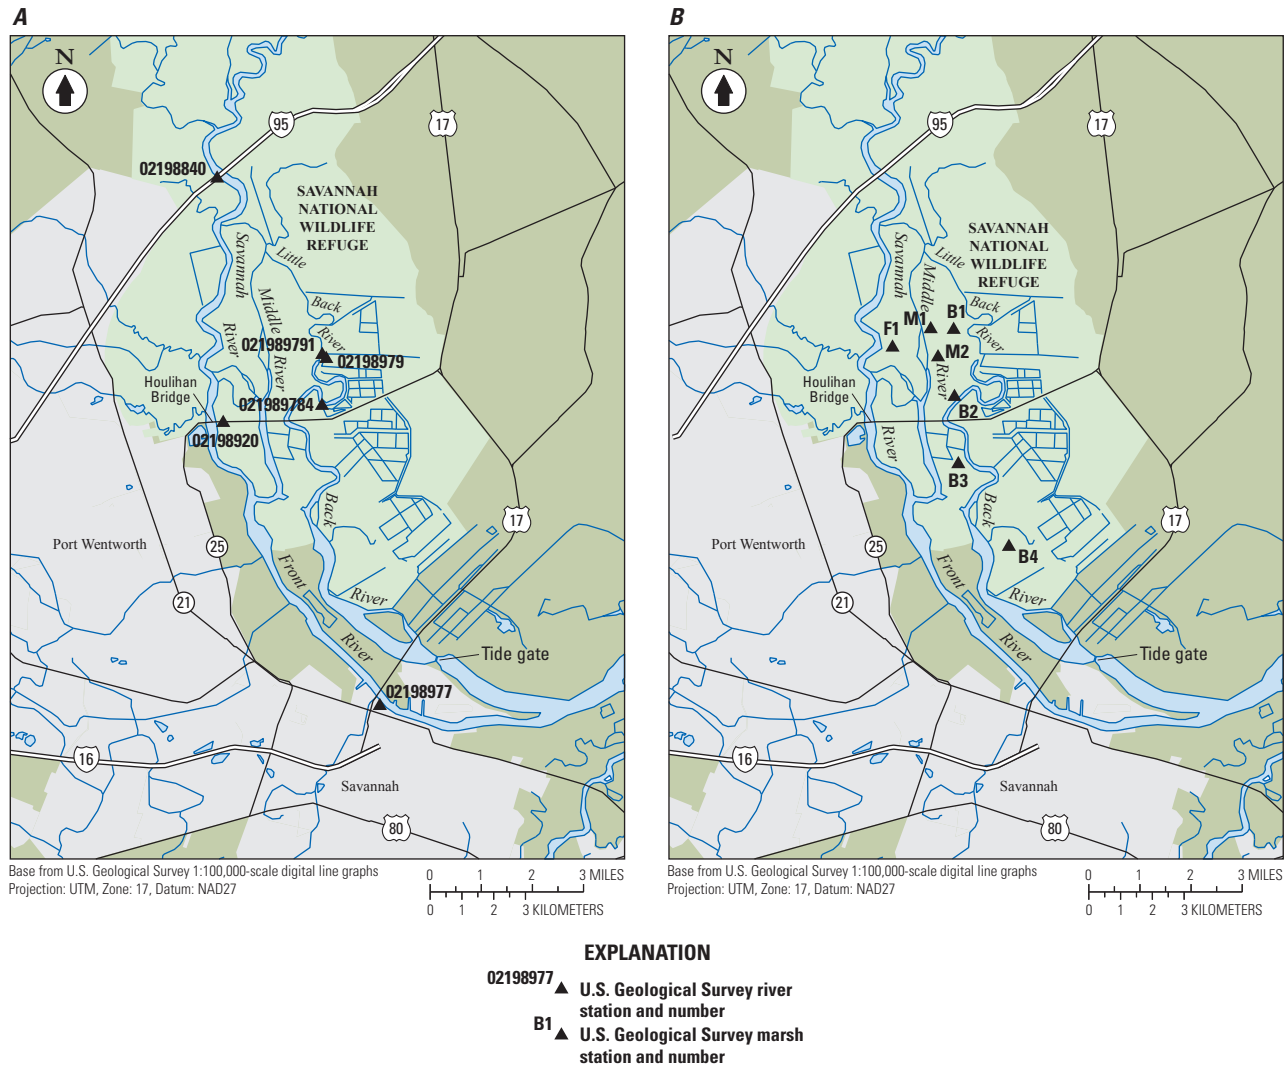 A
N
95
17
02198840
SAVANNAH
NATIONAL
WILDLIFE
REFUGE
Savannah
River
Little
Back
River
Middle
River
021989791
02198979
Houlihan
Bridge
021989784
02198920
Back
River
17
Port Wentworth
25
21
Front
River
Tide gate
02198977
16
Savannah
80
Base from U.S. Geological Survey 1:100,000-scale digital line graphs
Projection: UTM, Zone: 17, Datum: NAD27
0 1 2 3 MILES
0 1 2 3 KILOMETERS
B
N
95
17
SAVANNAH
NATIONAL
WILDLIFE
REFUGE
Savannah
River
Little
Back
River
Middle
River
F1
M1
B1
M2
Houlihan
Bridge
B2
B3
Back
River
17
Port Wentworth
25
B4
21
Front
River
Tide gate
16
Savannah
80
Base from U.S. Geological Survey 1:100,000-scale digital line graphs
Projection: UTM, Zone: 17, Datum: NAD27
0 1 2 3 MILES
0 1 2 3 KILOMETERS
EXPLANATION
02198977 U.S. Geological Survey river
station and number
B1 U.S. Geological Survey marsh
station and number